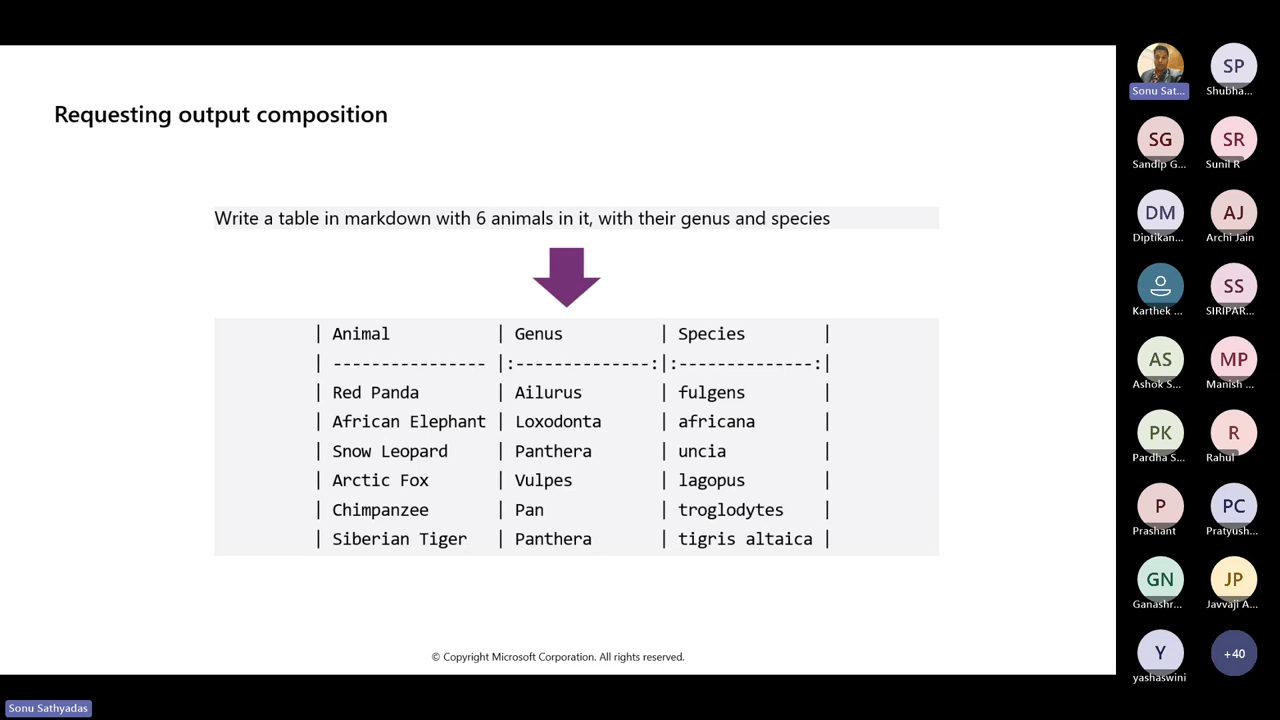 Requesting output composition
Write a table in markdown with 6 animals in it, with their genus and species
| Animal | Genus | Species |
| ---------------- |:--------------:|:--------------:|
| Red Panda | Ailurus | fulgens |
| African Elephant | Loxodonta | africana |
| Snow Leopard | Panthera | uncia |
| Arctic Fox | Vulpes | lagopus |
| Chimpanzee | Pan | troglodytes |
| Siberian Tiger | Panthera | tigris altaica |
© Copyright Microsoft Corporation. All rights reserved.
Sonu Sathyadas
Sonu Sat...
SP
Shubha...
SG
Sandip G...
SR
Sunil R
DM
Diptikan...
AJ
Archi Jain
Karthek ...
SS
SIRIPAR...
AS
Ashok S...
MP
Manish ...
PK
Pardha S...
R
Rahul
P
Prashant
PC
Pratyush...
GN
Ganashr...
JP
Javvaji A...
Y
yashaswini
+40